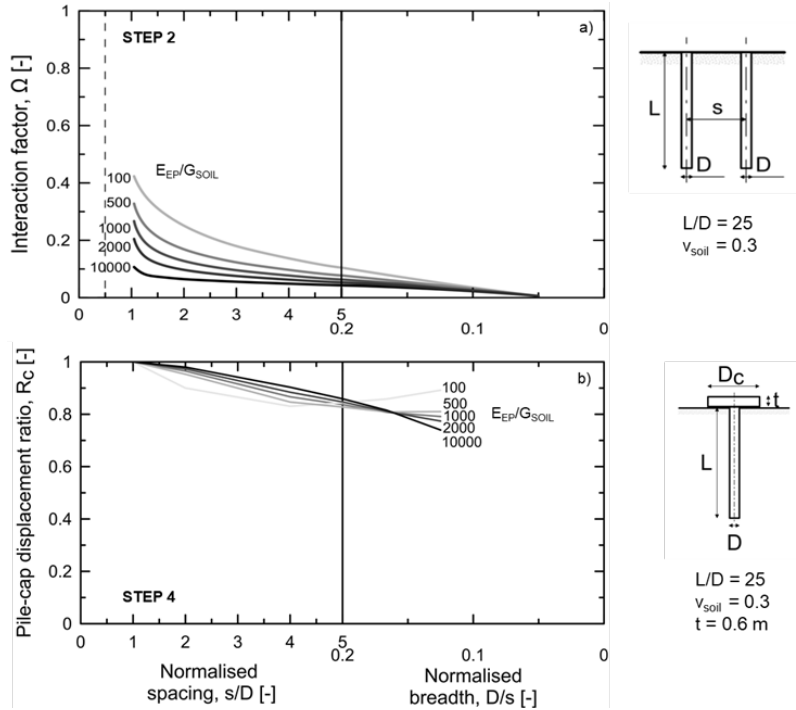 a)
STEP 2
Interaction factor, Ω [-]
1
0.8
0.6
0.4
0.2
0
E_EP/G_SOIL
100
500
1000
2000
10000
0 1 2 3 4 5 0.1 0
0.2
L
s
D D
L/D = 25
v_soil = 0.3
b)
Pile-cap displacement ratio, R_C [-]
1
0.8
0.6
0.4
0.2
0
100
500
1000
2000
10000
E_EP/G_SOIL
STEP 4
0 1 2 3 4 5 0.1 0
0.2
Normalised
spacing, s/D [-]
Normalised
breadth, D/s [-]
D_C
t
L
D
L/D = 25
v_soil = 0.3
t = 0.6 m